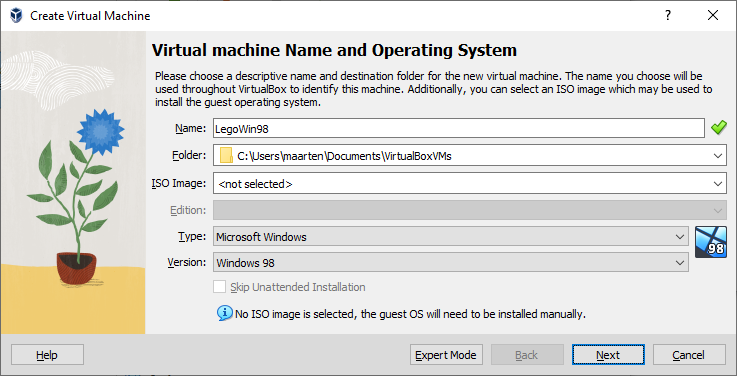 Create Virtual Machine
Virtual machine Name and Operating System
Please choose a descriptive name and destination folder for the new virtual machine. The name you choose will be
used throughout VirtualBox to identify this machine. Additionally, you can select an ISO image which may be used to
install the guest operating system.
Name: LegoWin98
Folder: C:\Users\maarten\Documents\VirtualBoxVMs
ISO Image: <not selected>
Edition:
Type: Microsoft Windows
98
Version: Windows 98
Skip Unattended Installation
No ISO image is selected, the guest OS will need to be installed manually.
Help Expert Mode Back Next Cancel